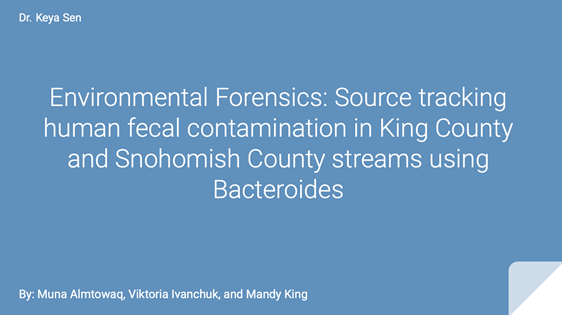 Dr. Keya Sen
Environmental Forensics: Source tracking
human fecal contamination in King County
and Snohomish County streams using
Bacteroides
By: Muna Almtowaq, Viktoria Ivanchuk, and Mandy King